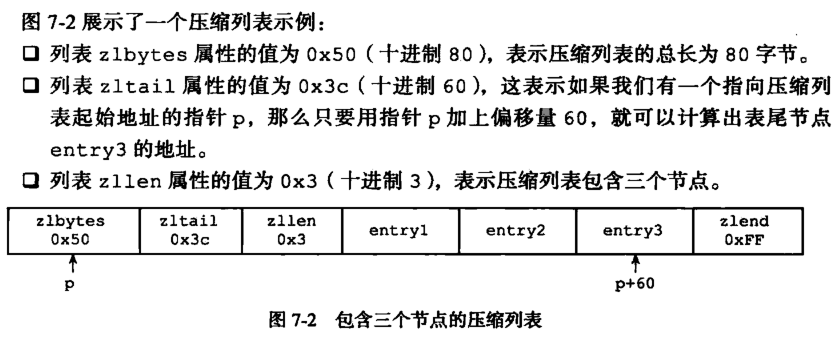 图 7-2 展示了一个压缩列表示例：
❑ 列表 zlbytes 属性的值为 0x50（十进制 80），表示压缩列表的总长为 80 字节。
❑ 列表 zltail 属性的值为 0x3c（十进制 60），这表示如果我们有一个指向压缩列
表起始地址的指针 p，那么只要用指针 p 加上偏移量 60，就可以计算出表尾节点
entry3 的地址。
❑ 列表 zllen 属性的值为 0x3（十进制 3），表示压缩列表包含三个节点。
zlbytes zltail zllen entry1 entry2 entry3 zlend
0x50 0x3c 0x3 0xFF
p p+60
图 7-2 包含三个节点的压缩列表